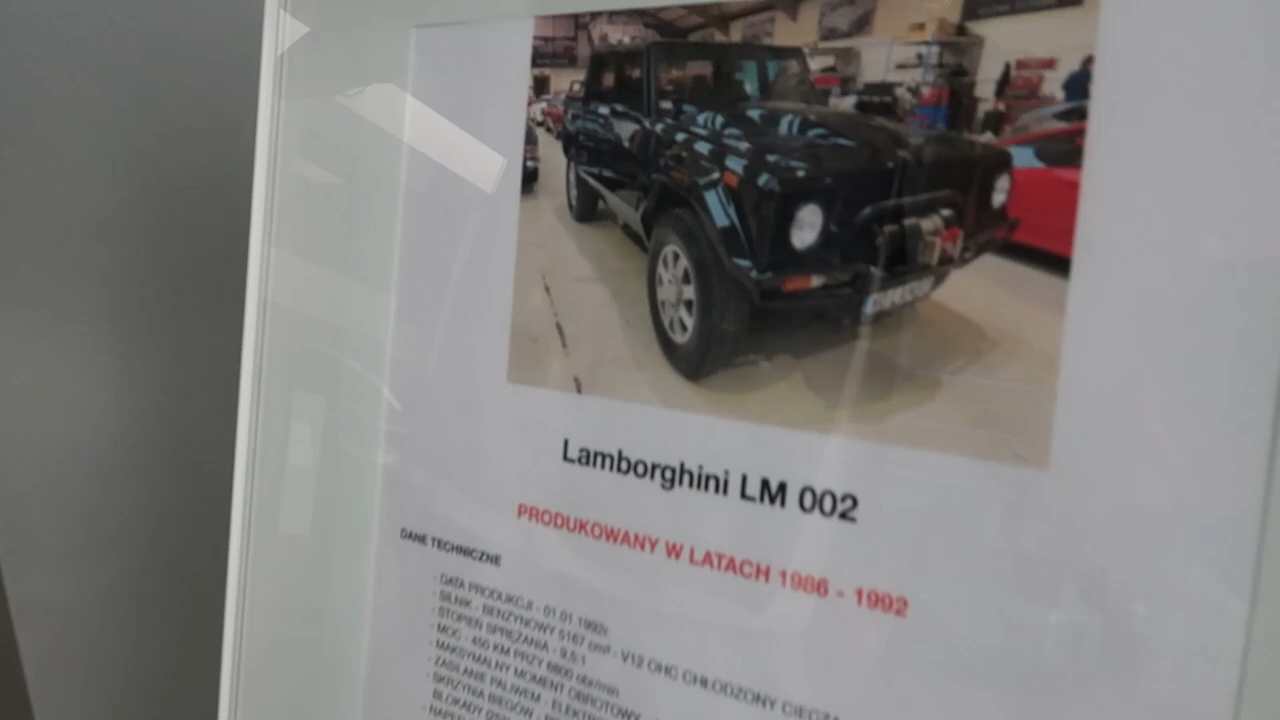 Lamborghini LM 002
PRODUKOWANY W LATACH 1986 - 1992
DANE TECHNICZNE
- DATA PRODUKCJI - 01.01.1992r.
- SILNIK - BENZYNOWY 5167 cm³ - V12 OHC CHŁODZONY CIECZĄ
- STOPIEŃ SPRĘŻANIA - 9,5:1
- MOC - 450 KM PRZY 6800 obr/min
- MAKSYMALNY MOMENT OBROTOWY -
- ZASILANIE PALIWEM - ELEKTR
- SKRZYNIA BIEGÓW -
BLOKADY
- NAPĘD